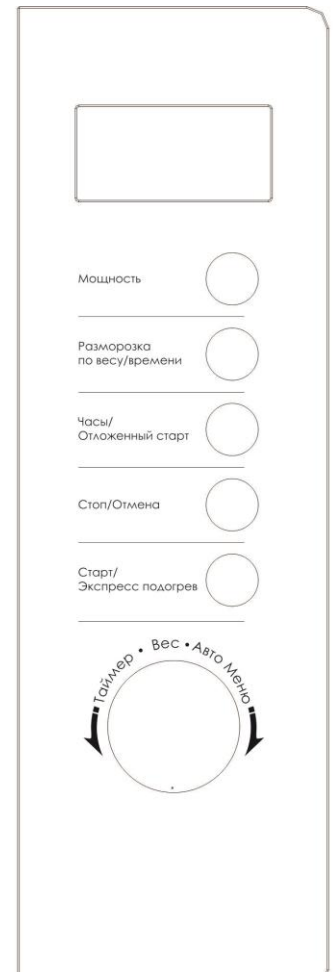 Мощность
Разморозка
по весу/времени
Часы/
Отложенный старт
Стоп/Отмена
Старт/
Экспресс подогрев
Таймер • Вес • Авто Меню